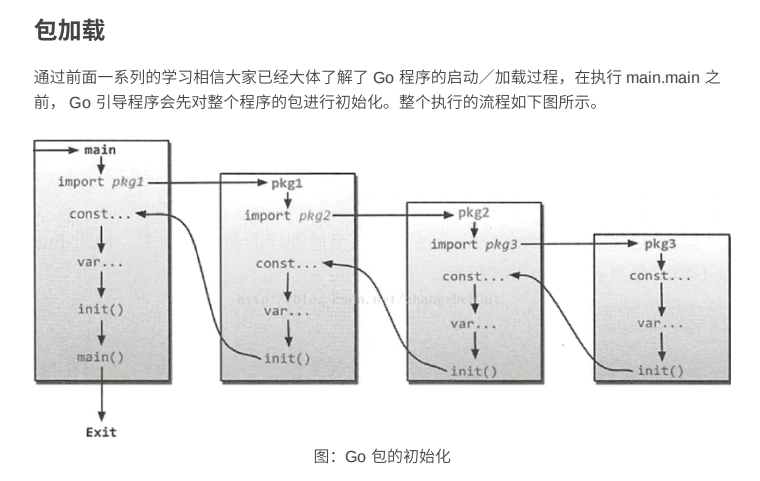 包加载
通过前面一系列的学习相信大家已经大体了解了 Go 程序的启动／加载过程，在执行 main.main 之
前， Go 引导程序会先对整个程序的包进行初始化。整个执行的流程如下图所示。
main
import pkg1
const...
var...
init()
main()
Exit
pkg1
import pkg2
const...
var...
init()
pkg2
import pkg3
const...
var...
init()
pkg3
const...
var...
init()
图：Go 包的初始化